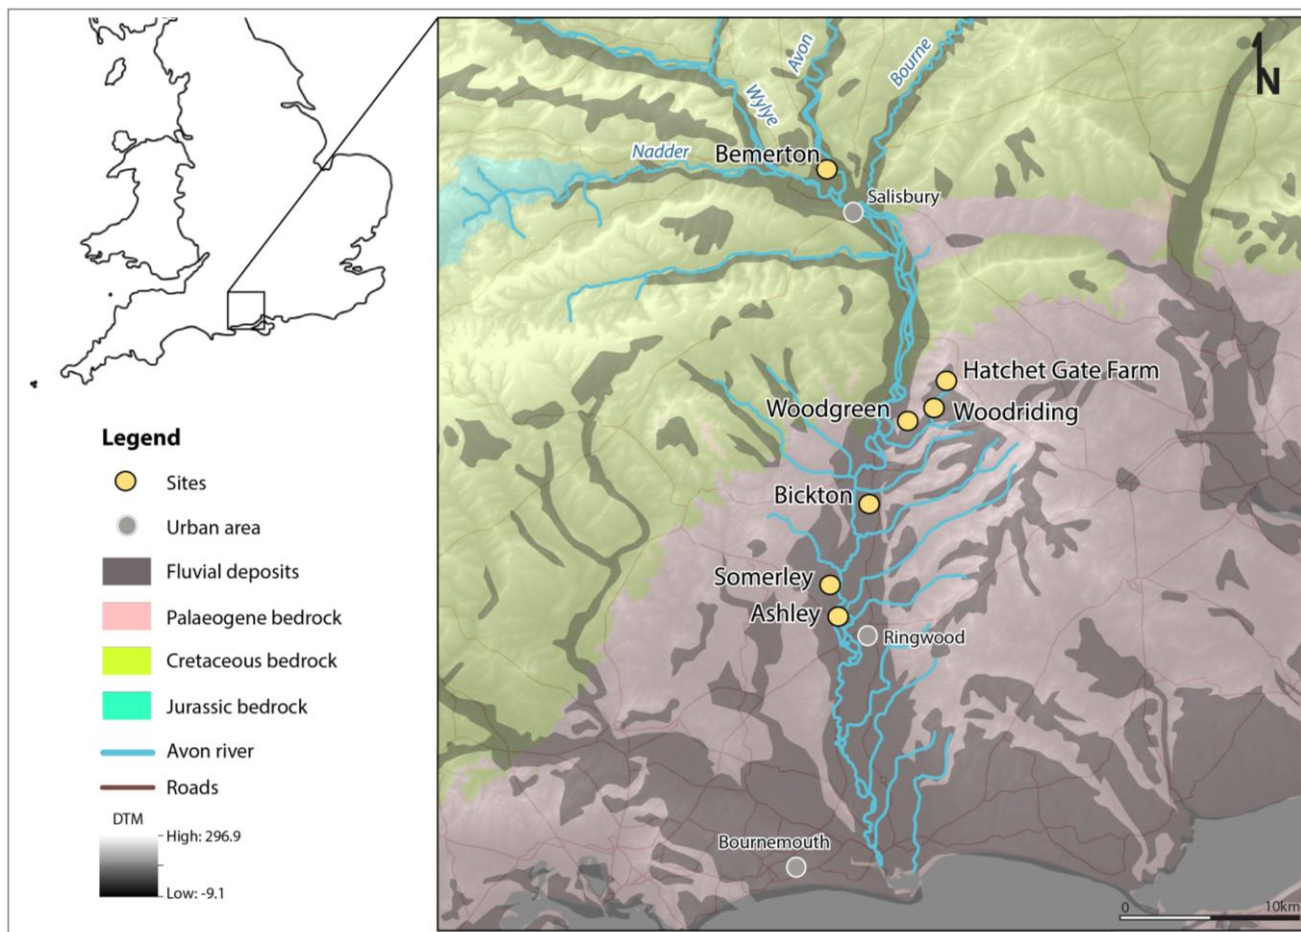 Avon
Bourne
Wylye
N
Nadder
Bemerton
Salisbury
Hatchet Gate Farm
Woodgreen
Woodriding
Bickton
Somerley
Ashley
Ringwood
Bournemouth
0
10km
Legend
Sites
Urban area
Fluvial deposits
Palaeogene bedrock
Cretaceous bedrock
Jurassic bedrock
Avon river
Roads
DTM
High: 296.9
Low: -9.1